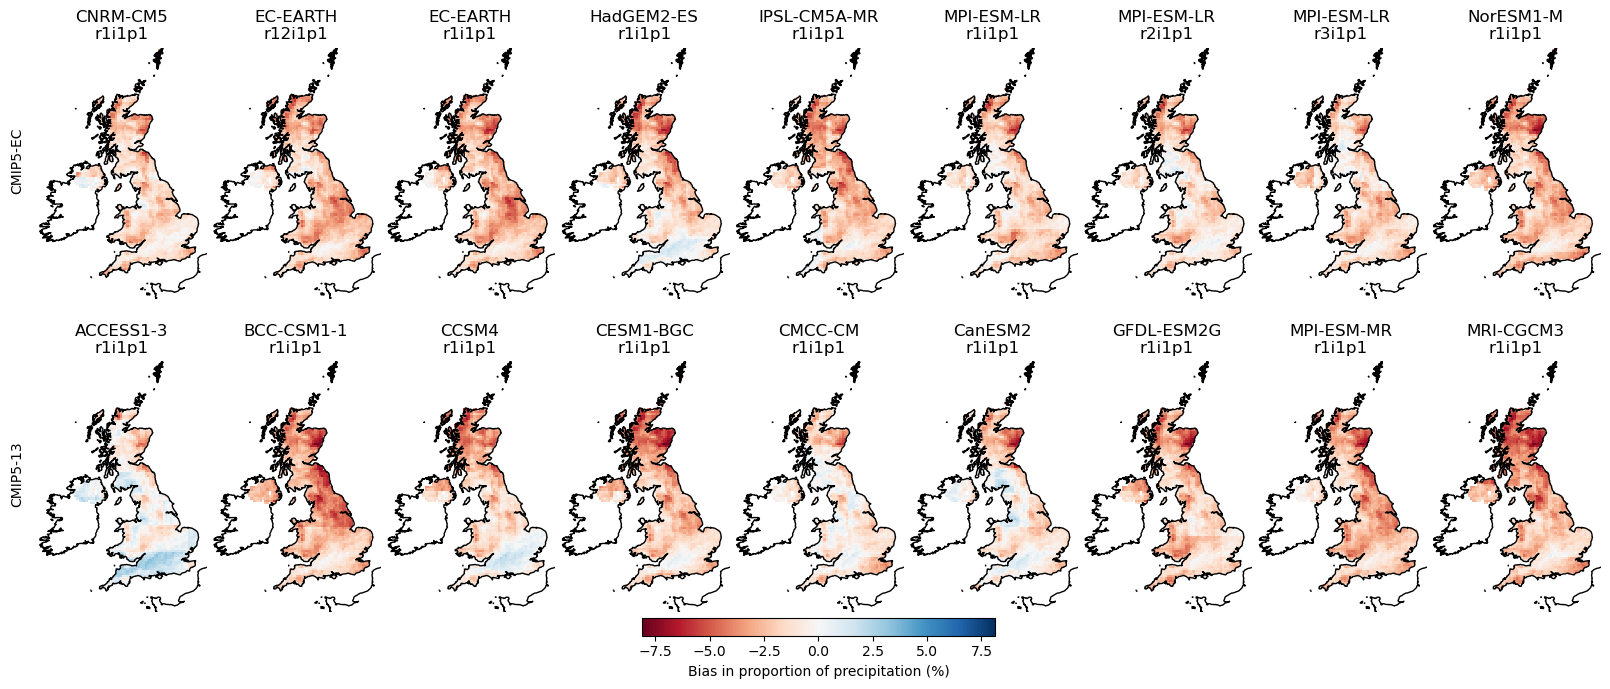 CNRM-CM5
r1i1p1
EC-EARTH
r12i1p1
EC-EARTH
r1i1p1
HadGEM2-ES
r1i1p1
IPSL-CM5A-MR
r1i1p1
MPI-ESM-LR
r1i1p1
MPI-ESM-LR
r2i1p1
MPI-ESM-LR
r3i1p1
NorESM1-M
r1i1p1
CMIP5-EC
ACCESS1-3
r1i1p1
BCC-CSM1-1
r1i1p1
CCSM4
r1i1p1
CESM1-BGC
r1i1p1
CMCC-CM
r1i1p1
CanESM2
r1i1p1
GFDL-ESM2G
r1i1p1
MPI-ESM-MR
r1i1p1
MRI-CGCM3
r1i1p1
CMIP5-13
−7.5 −5.0 −2.5 0.0 2.5 5.0 7.5
Bias in proportion of precipitation (%)